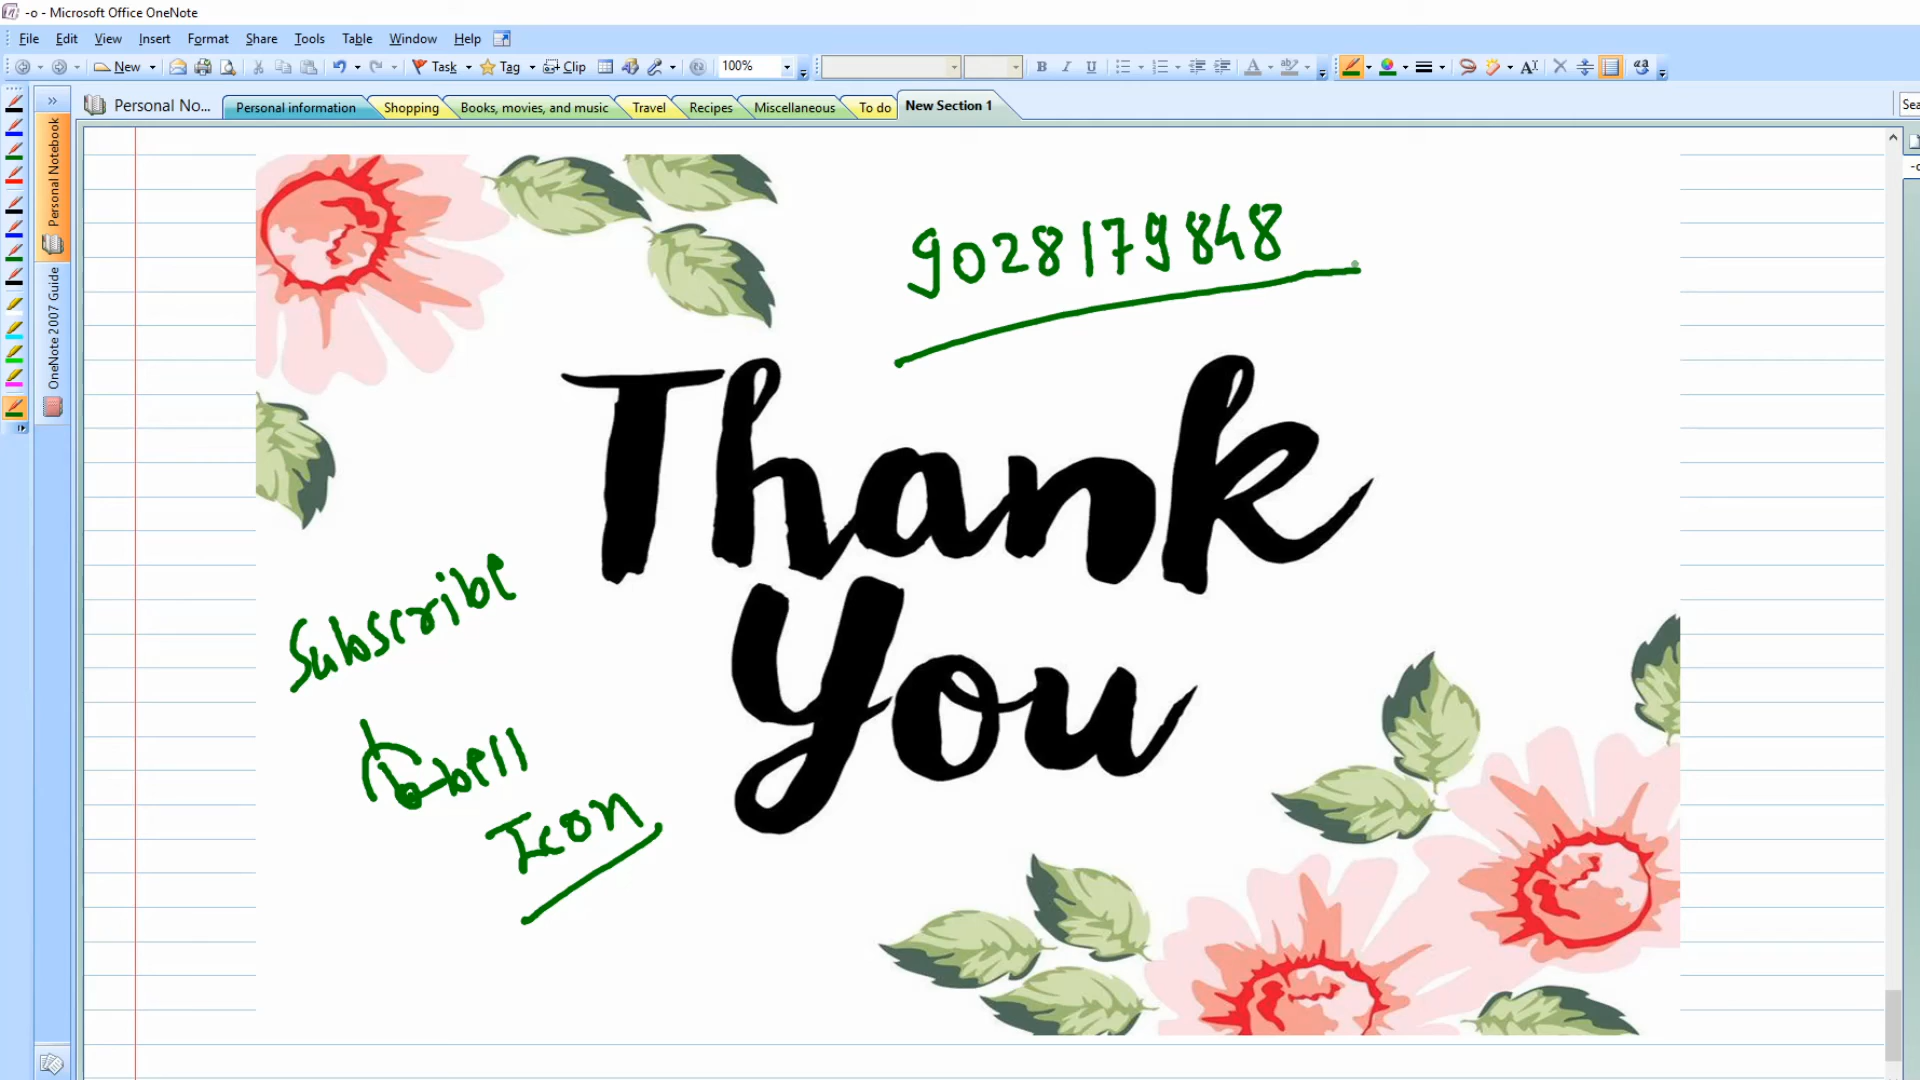 -o - Microsoft Office OneNote
File Edit View Insert Format Share Tools Table Window Help
New Task Tag Clip 100% B I U A
Personal No... Personal information Shopping Books, movies, and music Travel Recipes Miscellaneous To do New Section 1
Sea
Personal Notebook
OneNote 2007 Guide
9028179848
Thank
You
Subscribe
bell
Icon